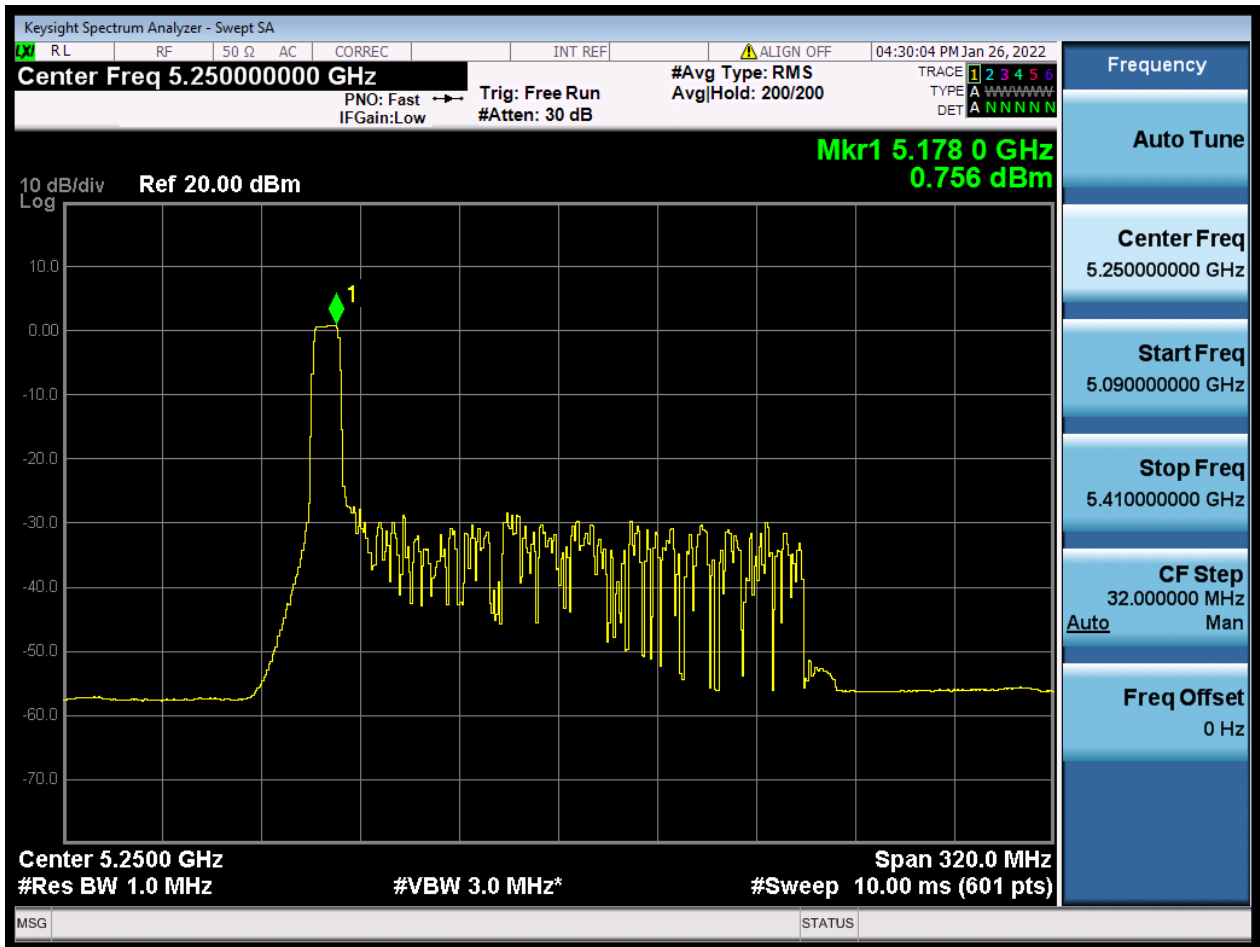 Keysight Spectrum Analyzer - Swept SA
LXI RL RF 50 Ω AC CORREC INT REF ALIGN OFF 04:30:04 PM Jan 26, 2022
Center Freq 5.250000000 GHz
PNO: Fast
IFGain:Low
Trig: Free Run
#Atten: 30 dB
#Avg Type: RMS
Avg|Hold: 200/200
TRACE 1 2 3 4 5 6
TYPE A WWWWW
DET A N N N N N
Mkr1 5.178 0 GHz
0.756 dBm
10 dB/div Ref 20.00 dBm
Log
10.0
0.00
-10.0
-20.0
-30.0
-40.0
-50.0
-60.0
-70.0
1
Center 5.2500 GHz Span 320.0 MHz
#Res BW 1.0 MHz #VBW 3.0 MHz* #Sweep 10.00 ms (601 pts)
MSG STATUS
Frequency
Auto Tune
Center Freq
5.250000000 GHz
Start Freq
5.090000000 GHz
Stop Freq
5.410000000 GHz
CF Step
32.000000 MHz
Auto Man
Freq Offset
0 Hz